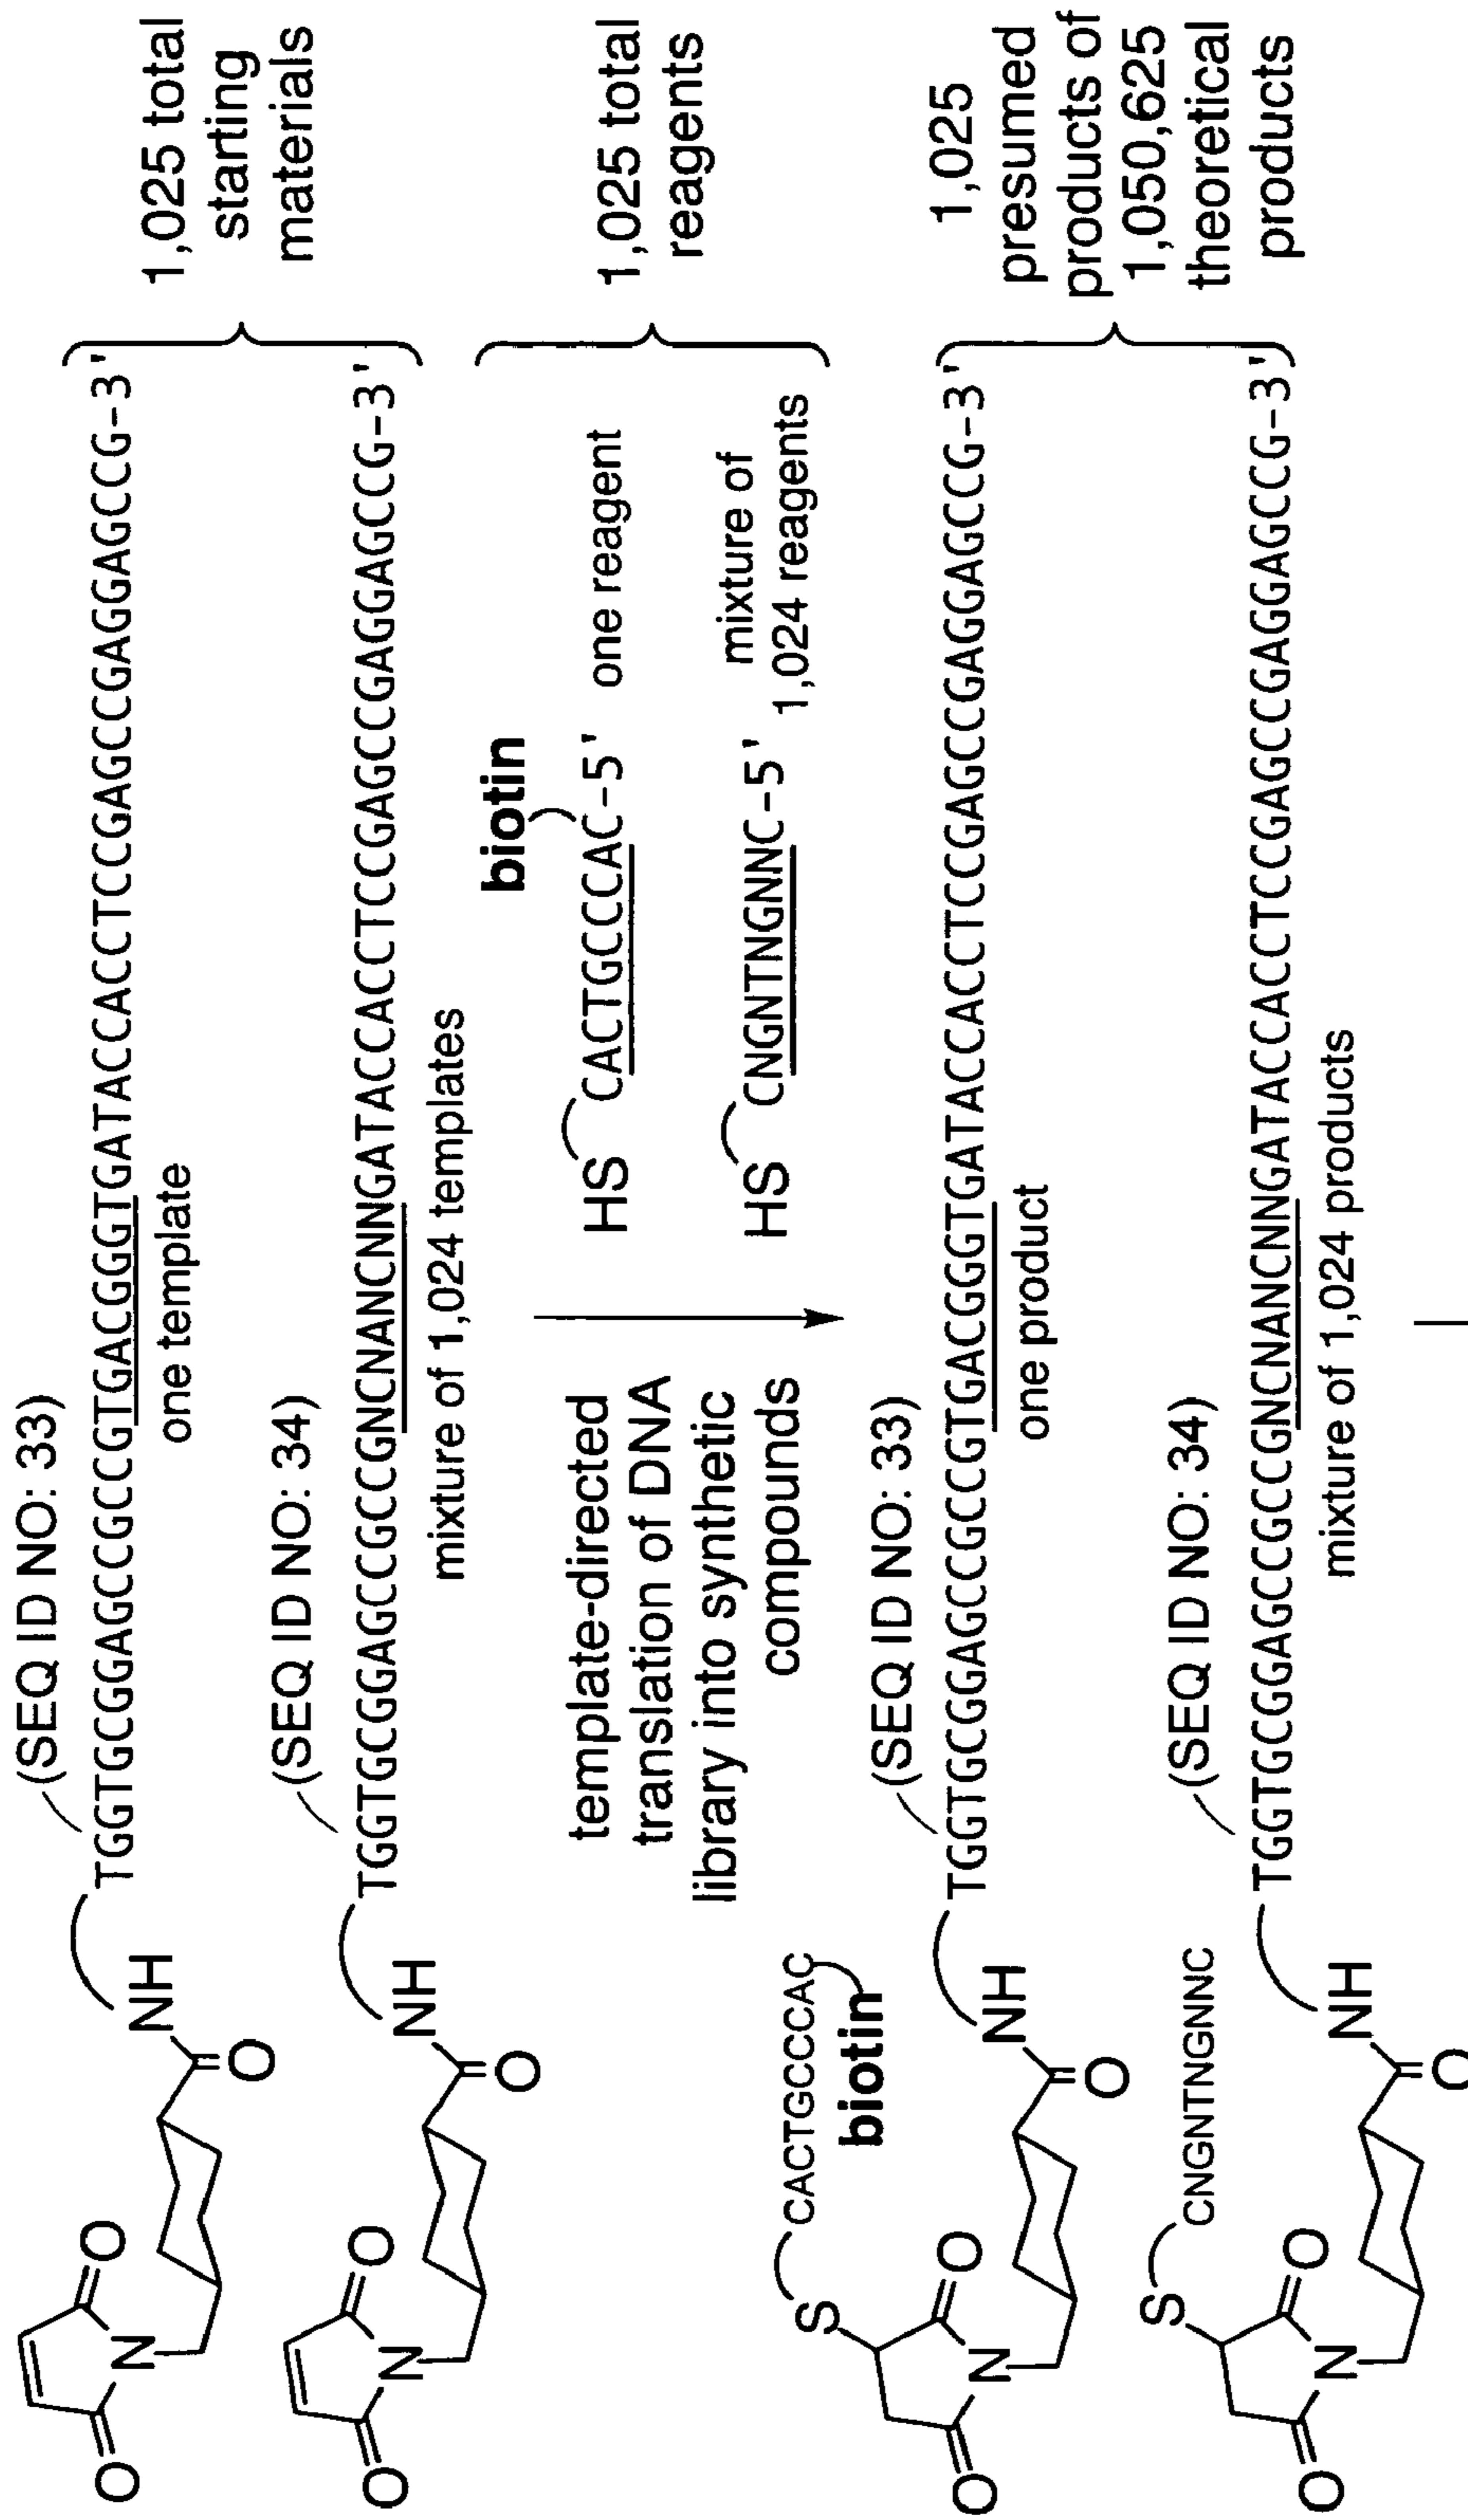 (SEQ ID NO: 33)
TGGTGCGGAGCCGCCGTGACGGGTGATACCACCTCCGAGCCGAGGAGCCG-3'
one template
NH
O
O
N
O
(SEQ ID NO: 34)
TGGTGCGGAGCCGCCGNCNANCNNGATACCACCTCCGAGCCGAGGAGCCG-3'
mixture of 1,024 templates
NH
O
O
N
O
1,025 total
starting
materials
template-directed
translation of DNA
library into synthetic
compounds
biotin
HS
CACTGCCCAC-5'
one reagent
HS
CNGNTNGNNC-5'
mixture of
1,024 reagents
1,025 total
reagents
CACTGCCCAC
biotin
S
(SEQ ID NO: 33)
TGGTGCGGAGCCGCCGTGACGGGTGATACCACCTCCGAGCCGAGGAGCCG-3'
one product
NH
O
O
N
O
CNGNTNGNNC
S
(SEQ ID NO: 34)
TGGTGCGGAGCCGCCGNCNANCNNGATACCACCTCCGAGCCGAGGAGCCG-3'
mixture of 1,024 products
NH
O
O
N
O
1,025
presumed
products of
1,050,625
theoretical
products